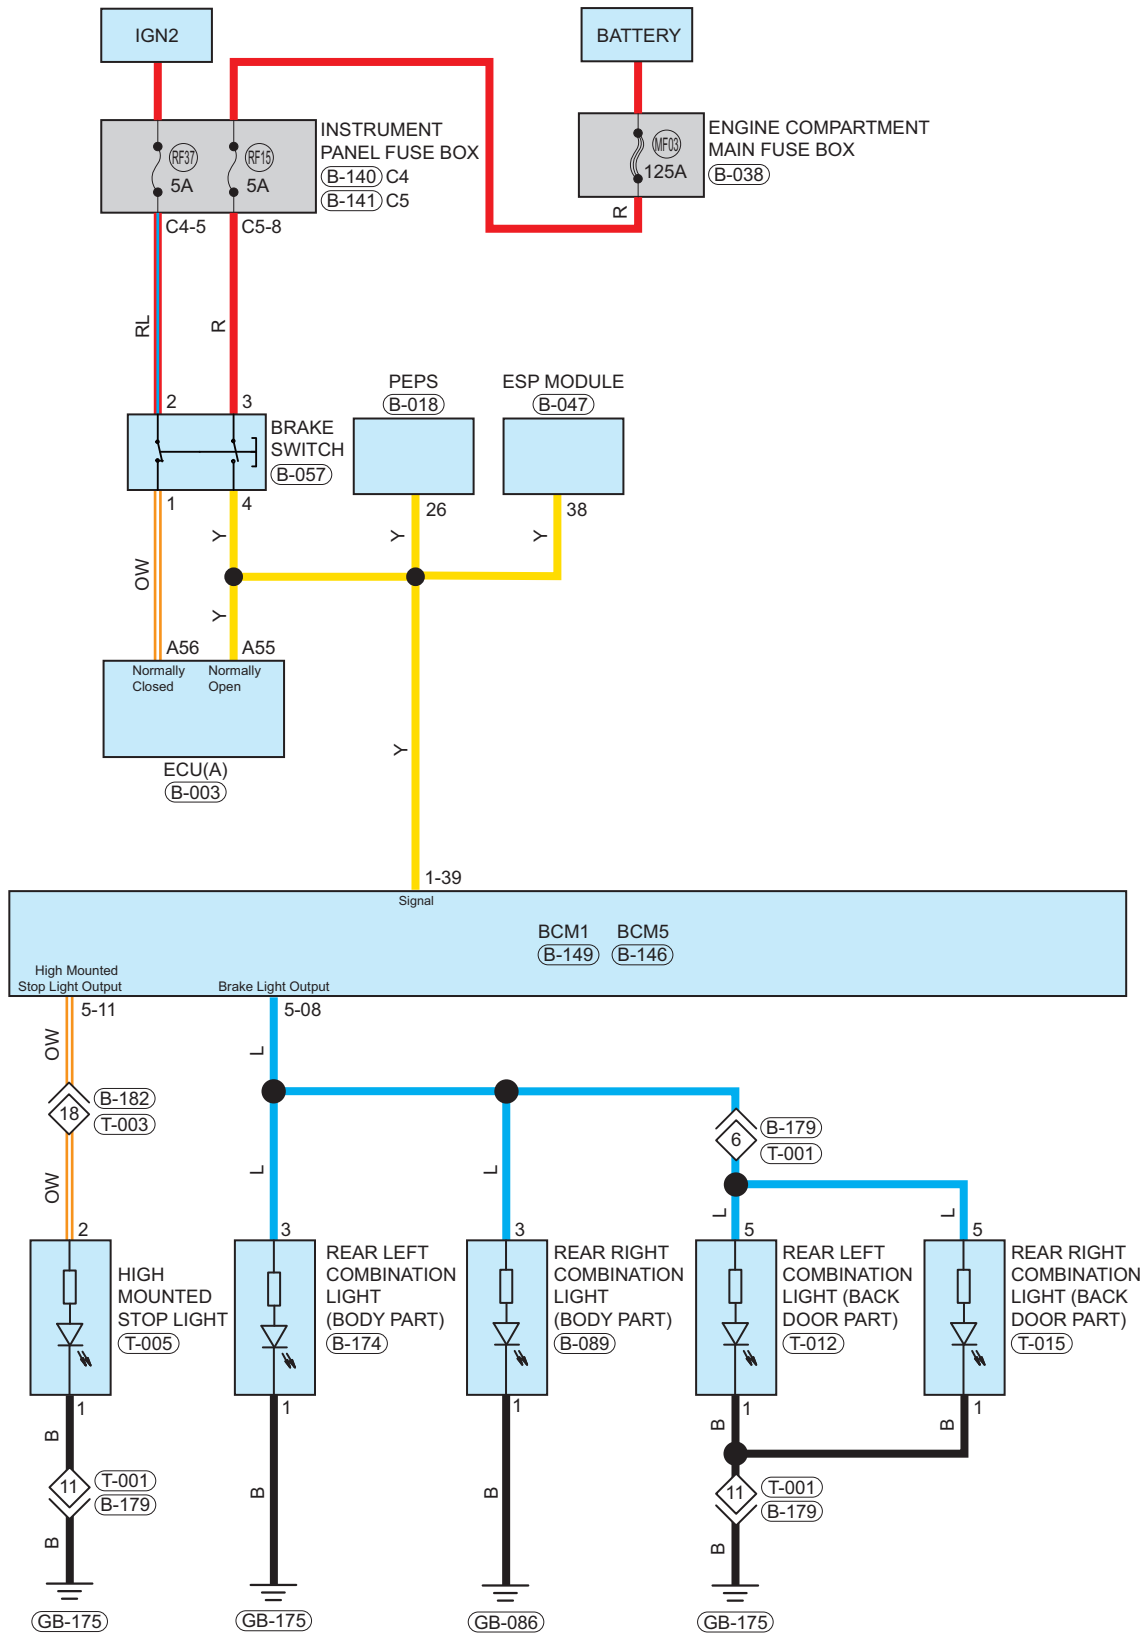 IGN2
BATTERY
RF37
5A
RF15
5A
INSTRUMENT
PANEL FUSE BOX
B-140 C4
B-141 C5
MF03
125A
ENGINE COMPARTMENT
MAIN FUSE BOX
B-038
R
C4-5
C5-8
RL
R
2
3
BRAKE
SWITCH
B-057
1
4
PEPS
B-018
26
ESP MODULE
B-047
38
OW
Y
Y
Y
Y
A56
A55
Normally
Closed
Normally
Open
ECU(A)
B-003
Y
1-39
Signal
BCM1
B-149
BCM5
B-146
High Mounted
Stop Light Output
Brake Light Output
5-11
5-08
OW
L
18
B-182
T-003
6
B-179
T-001
OW
L
L
L
L
2
3
3
5
5
HIGH
MOUNTED
STOP LIGHT
T-005
REAR LEFT
COMBINATION
LIGHT
(BODY PART)
B-174
REAR RIGHT
COMBINATION
LIGHT
(BODY PART)
B-089
REAR LEFT
COMBINATION
LIGHT (BACK
DOOR PART)
T-012
REAR RIGHT
COMBINATION
LIGHT (BACK
DOOR PART)
T-015
1
1
1
1
1
B
B
B
B
B
11
T-001
B-179
11
T-001
B-179
B
B
GB-175
GB-175
GB-086
GB-175